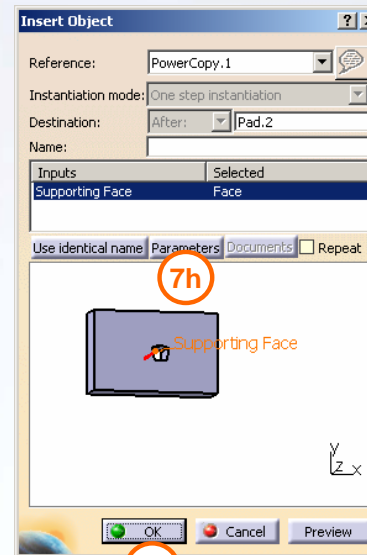 Insert Object ?
Reference: PowerCopy.1
Instantiation mode: One step instantiation
Destination: After: Pad.2
Name:
Inputs Selected
Supporting Face Face
Use identical name Parameters Documents Repeat
7h
Supporting Face
y
z x
OK Cancel Preview